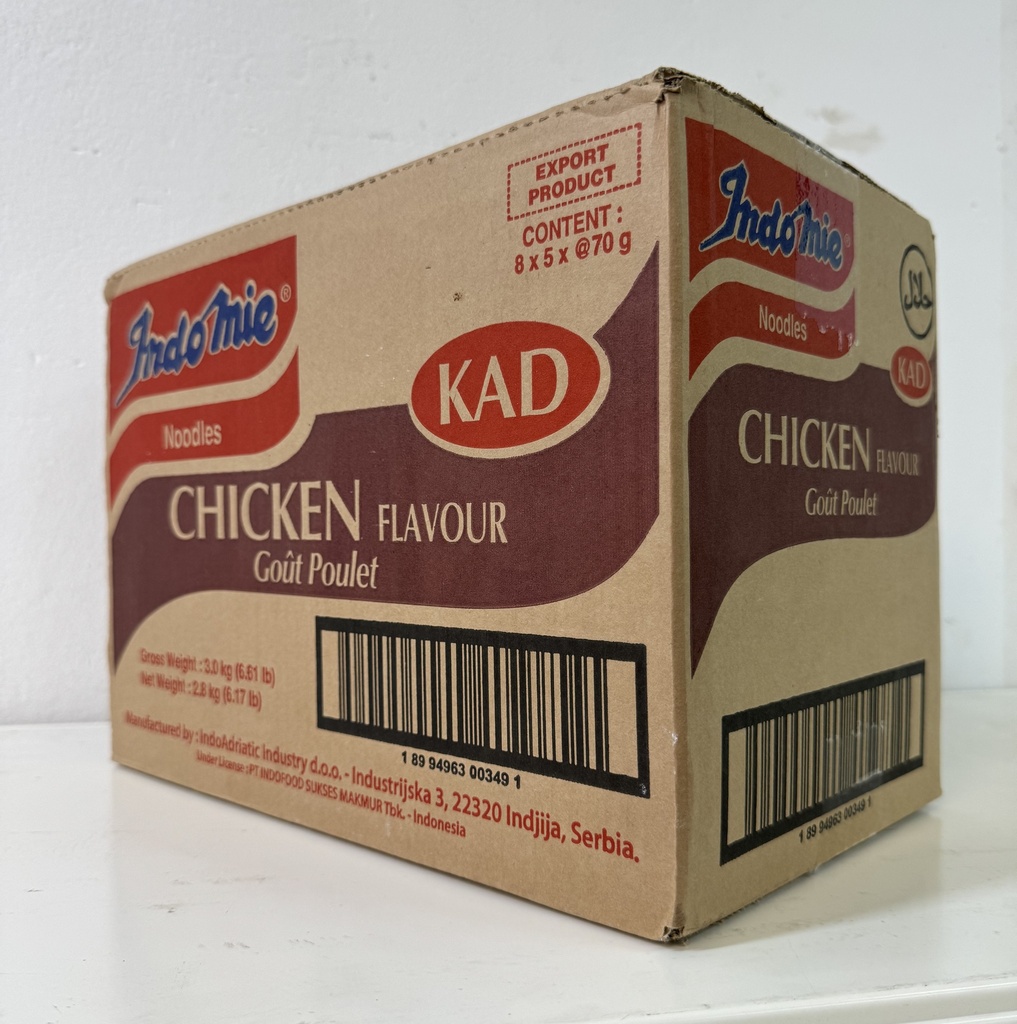 EXPORT
PRODUCT
CONTENT :
8 x 5 x @70 g
Indomie®
Noodles
KAD
CHICKEN FLAVOUR
Goût Poulet
Gross Weight : 3.0 kg (6.61 lb)
Net Weight : 2.8 kg (6.17 lb)
1 89 94963 00349 1
Manufactured by : IndoAdriatic Industry d.o.o. - Industrijska 3, 22320 Indjija, Serbia.
Under License : PT INDOFOOD SUKSES MAKMUR Tbk. - Indonesia
Indomie®
Noodles
حلال
KAD
CHICKEN FLAVOUR
Goût Poulet
1 89 94963 00349 1